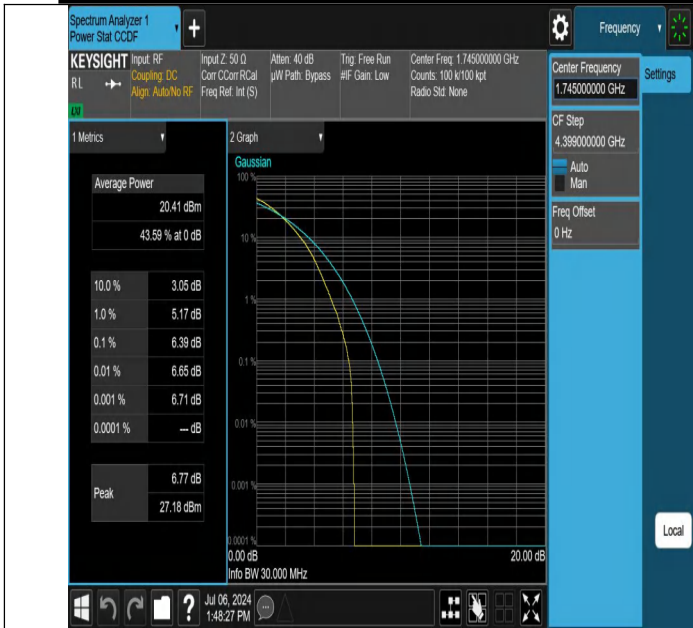 Spectrum Analyzer 1
Power Stat CCDF
+
Frequency
KEYSIGHT
RL
LXI
Input: RF
Coupling: DC
Align: Auto/No RF
Input Z: 50 Ω
Corr CCorr RCal
Freq Ref: Int (S)
Atten: 40 dB
µW Path: Bypass
Trig: Free Run
#IF Gain: Low
Center Freq: 1.745000000 GHz
Counts: 100 k/100 kpt
Radio Std: None
Center Frequency
1.745000000 GHz
Settings
CF Step
4.399000000 GHz
Auto
Man
Freq Offset
0 Hz
1 Metrics
Average Power
20.41 dBm
43.59 % at 0 dB
10.0 % 3.05 dB
1.0 % 5.17 dB
0.1 % 6.39 dB
0.01 % 6.65 dB
0.001 % 6.71 dB
0.0001 % --- dB
Peak
6.77 dB
27.18 dBm
2 Graph
Gaussian
100 %
10 %
1 %
0.1 %
0.01 %
0.001 %
0.0001 %
0.00 dB 20.00 dB
Info BW 30.000 MHz
Local
?
Jul 06, 2024
1:48:27 PM